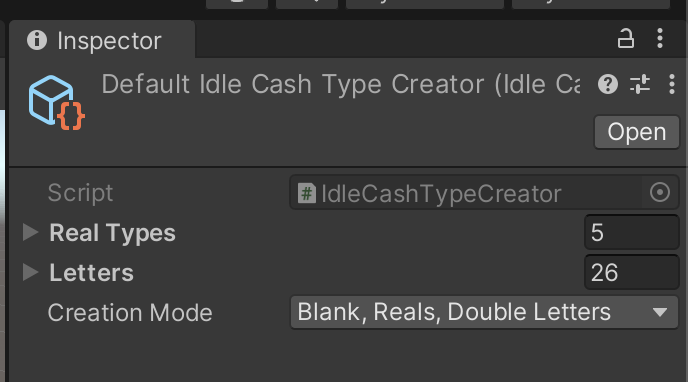 Inspector
Default Idle Cash Type Creator (Idle Ca
Open
Script IdleCashTypeCreator
Real Types 5
Letters 26
Creation Mode Blank, Reals, Double Letters